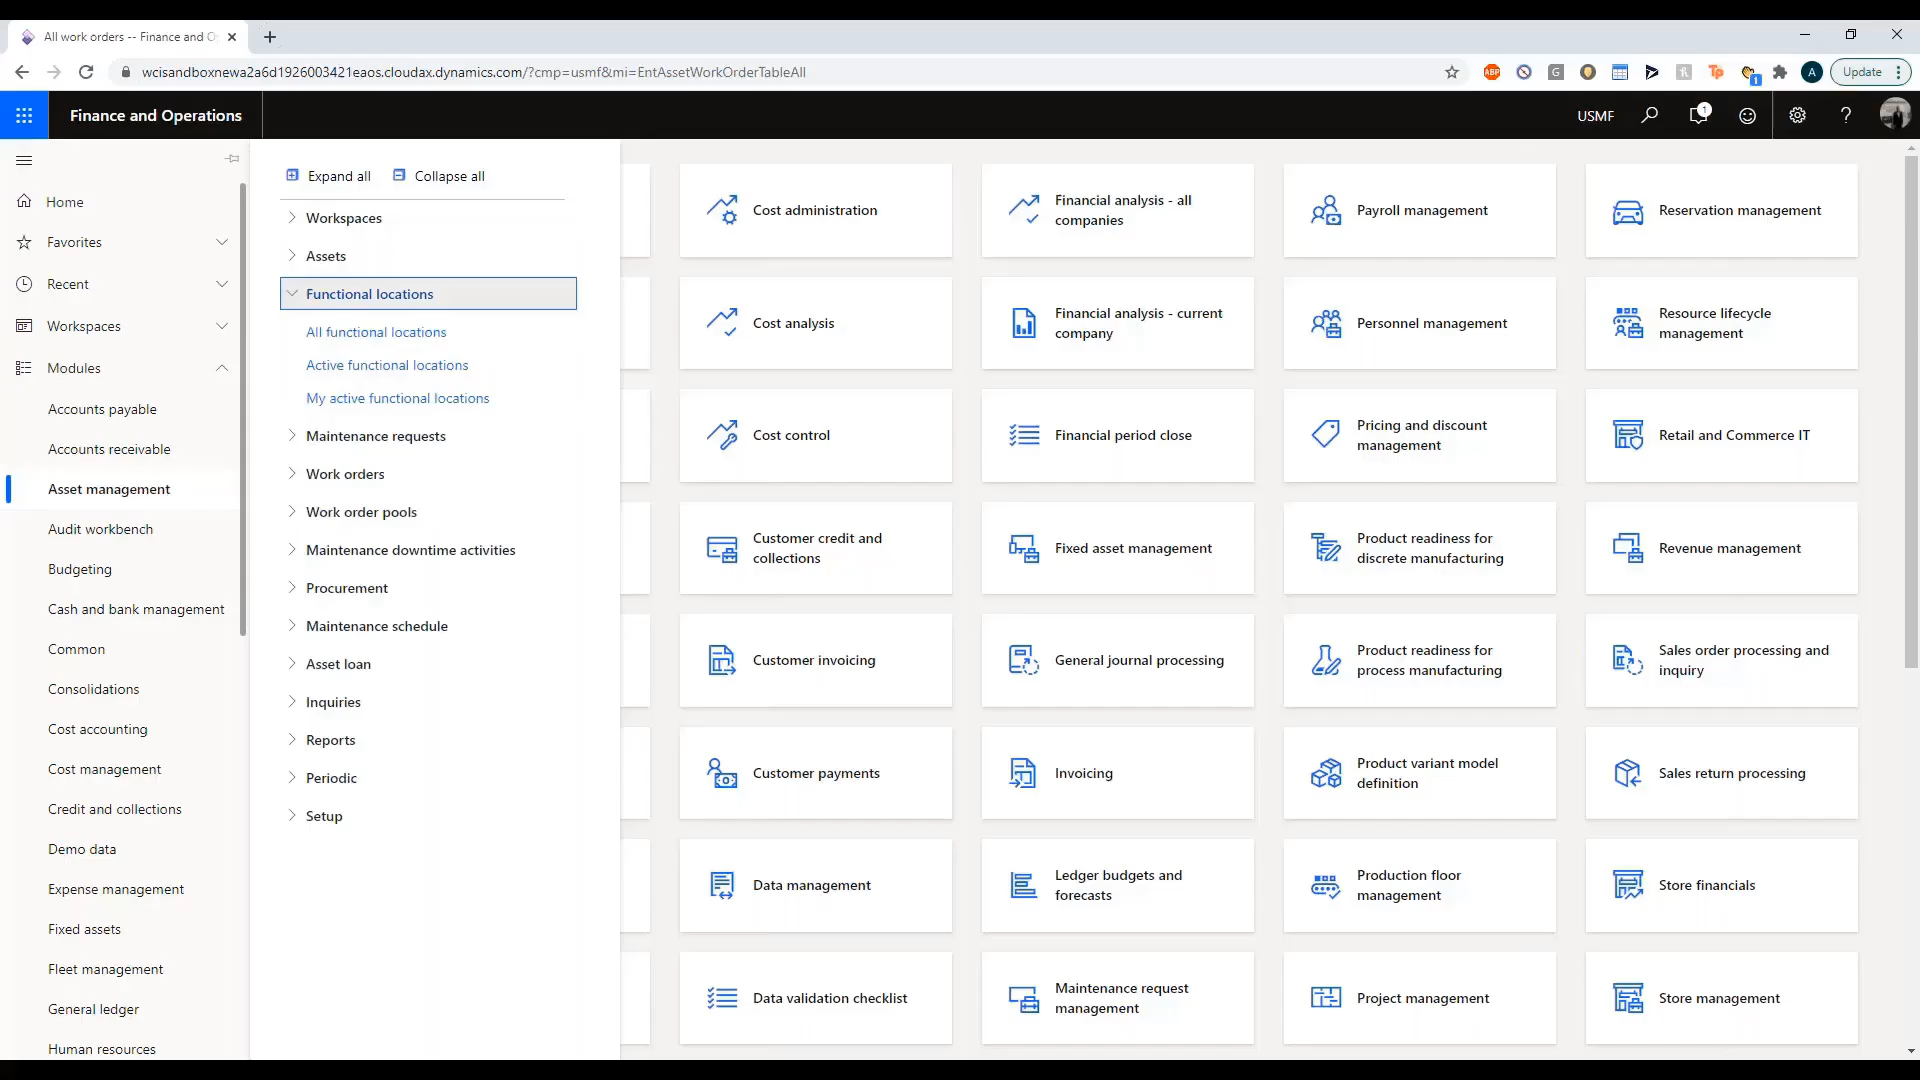 All work orders -- Finance and O
wcisandboxnewa2a6d1926003421eaos.cloudax.dynamics.com/?cmp=usmf&mi=EntAssetWorkOrderTableAll
ABP
G
Tp
1
A
Update
Finance and Operations
USMF
1
?
Home
Favorites
Recent
Workspaces
Modules
Accounts payable
Accounts receivable
Asset management
Audit workbench
Budgeting
Cash and bank management
Common
Consolidations
Cost accounting
Cost management
Credit and collections
Demo data
Expense management
Fixed assets
Fleet management
General ledger
Human resources
Expand all
Collapse all
Workspaces
Assets
Functional locations
All functional locations
Active functional locations
My active functional locations
Maintenance requests
Work orders
Work order pools
Maintenance downtime activities
Procurement
Maintenance schedule
Asset loan
Inquiries
Reports
Periodic
Setup
Cost administration
Financial analysis - all
companies
Payroll management
Reservation management
Cost analysis
Financial analysis - current
company
Personnel management
Resource lifecycle
management
Cost control
Financial period close
Pricing and discount
management
Retail and Commerce IT
Customer credit and
collections
Fixed asset management
Product readiness for
discrete manufacturing
Revenue management
Customer invoicing
General journal processing
Product readiness for
process manufacturing
Sales order processing and
inquiry
Customer payments
Invoicing
Product variant model
definition
Sales return processing
Data management
Ledger budgets and
forecasts
Production floor
management
Store financials
Data validation checklist
Maintenance request
management
Project management
Store management